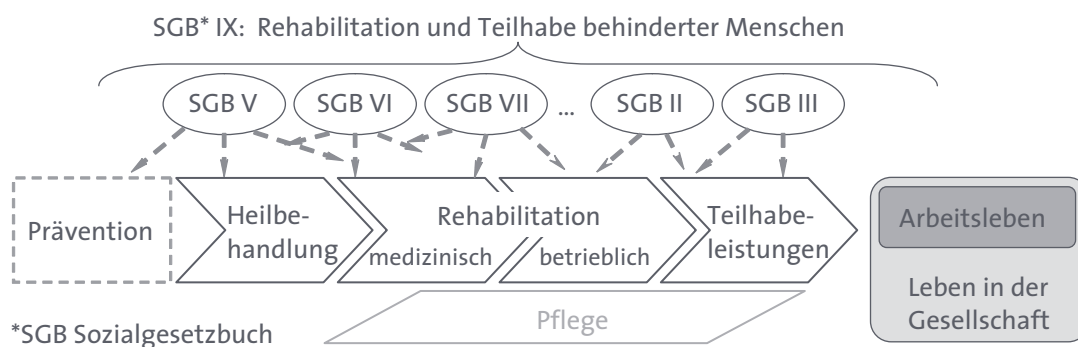 SGB* IX: Rehabilitation und Teilhabe behinderter Menschen
SGB V SGB VI SGB VII ... SGB II SGB III
Prävention
Heilbe-
handlung
Rehabilitation
medizinisch betrieblich
Teilhabe-
leistungen
Arbeitsleben
Leben in der
Gesellschaft
Pflege
*SGB Sozialgesetzbuch